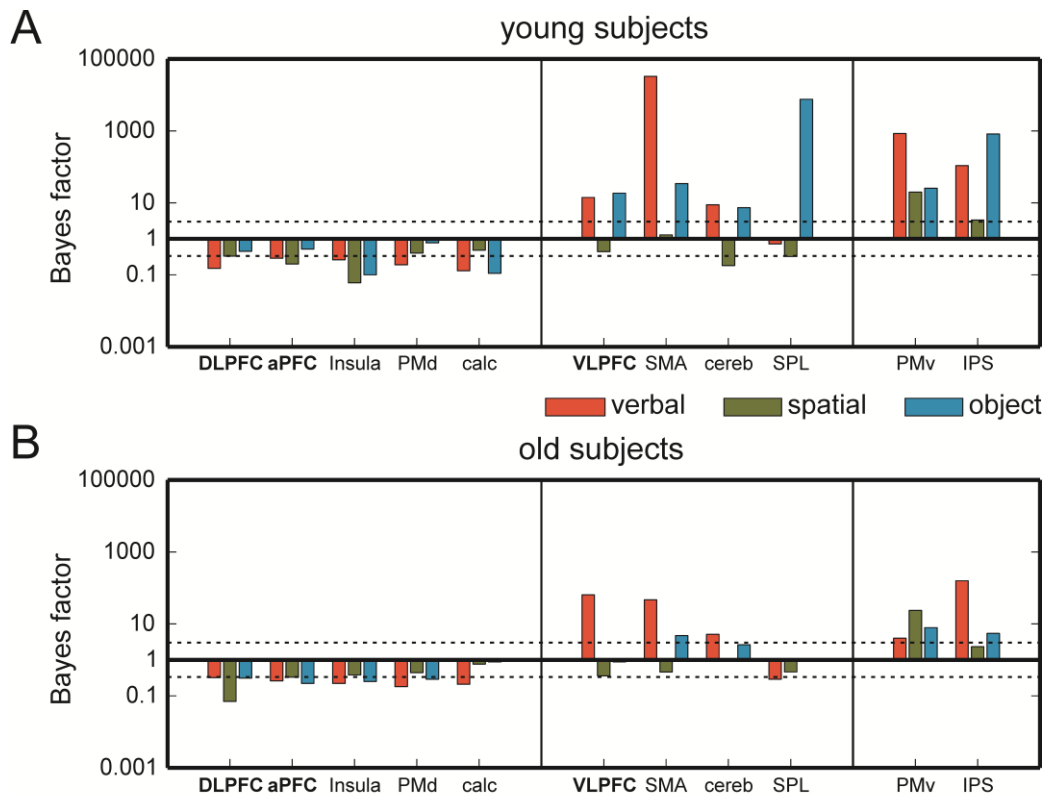 A
young subjects
100000
1000
10
1
0.1
0.001
Bayes factor
DLPFC aPFC Insula PMd calc VLPFC SMA cereb SPL PMv IPS
verbal spatial object
B
old subjects
100000
1000
10
1
0.1
0.001
Bayes factor
DLPFC aPFC Insula PMd calc VLPFC SMA cereb SPL PMv IPS